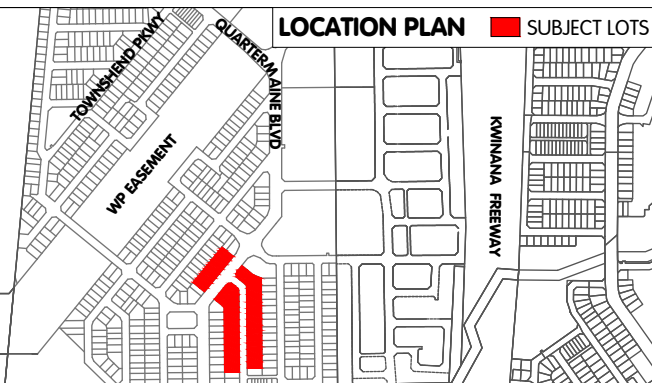 LOCATION PLAN
SUBJECT LOTS
TOWNSHEND PKWY
QUARTERMAINE BLVD
WP EASEMENT
KWINANA FREEWAY